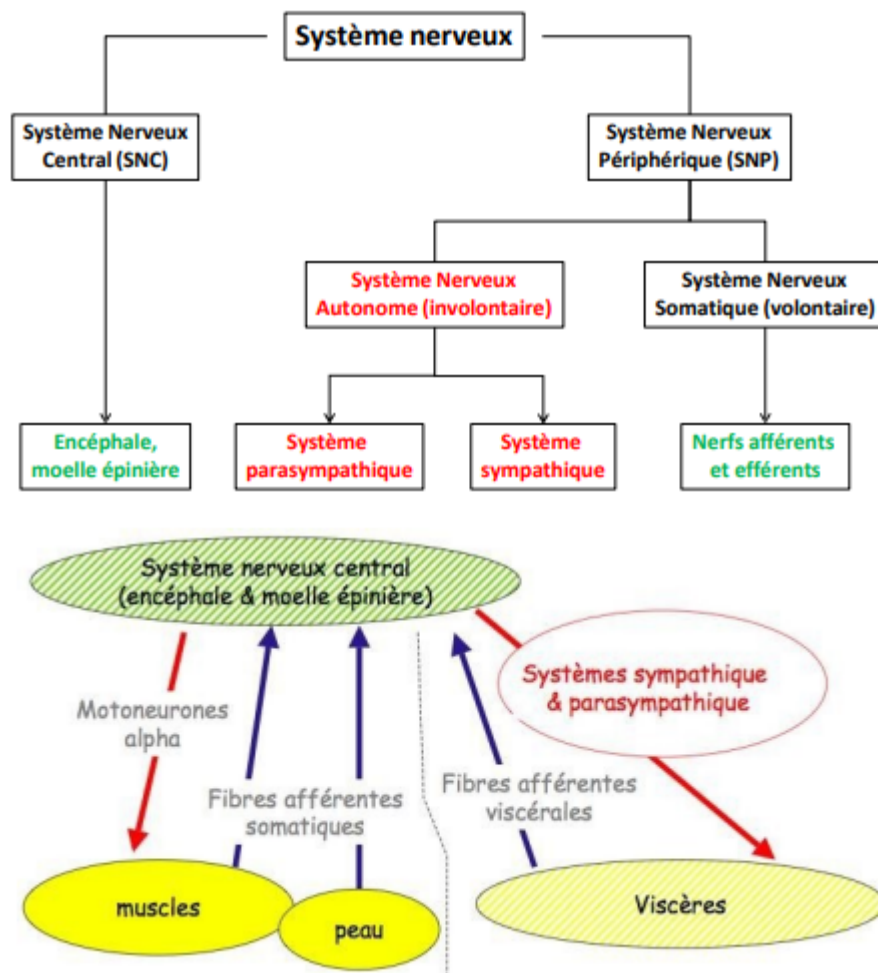 Système nerveux
Système Nerveux
Central (SNC)
Système Nerveux
Périphérique (SNP)
Système Nerveux
Autonome (involontaire)
Système Nerveux
Somatique (volontaire)
Encéphale,
moelle épinière
Système
parasympathique
Système
sympathique
Nerfs afférents
et efférents
Système nerveux central
(encéphale & moelle épinière)
Systèmes sympathique
& parasympathique
Motoneurones
alpha
Fibres afférentes
somatiques
Fibres afférentes
viscérales
muscles
peau
Viscères